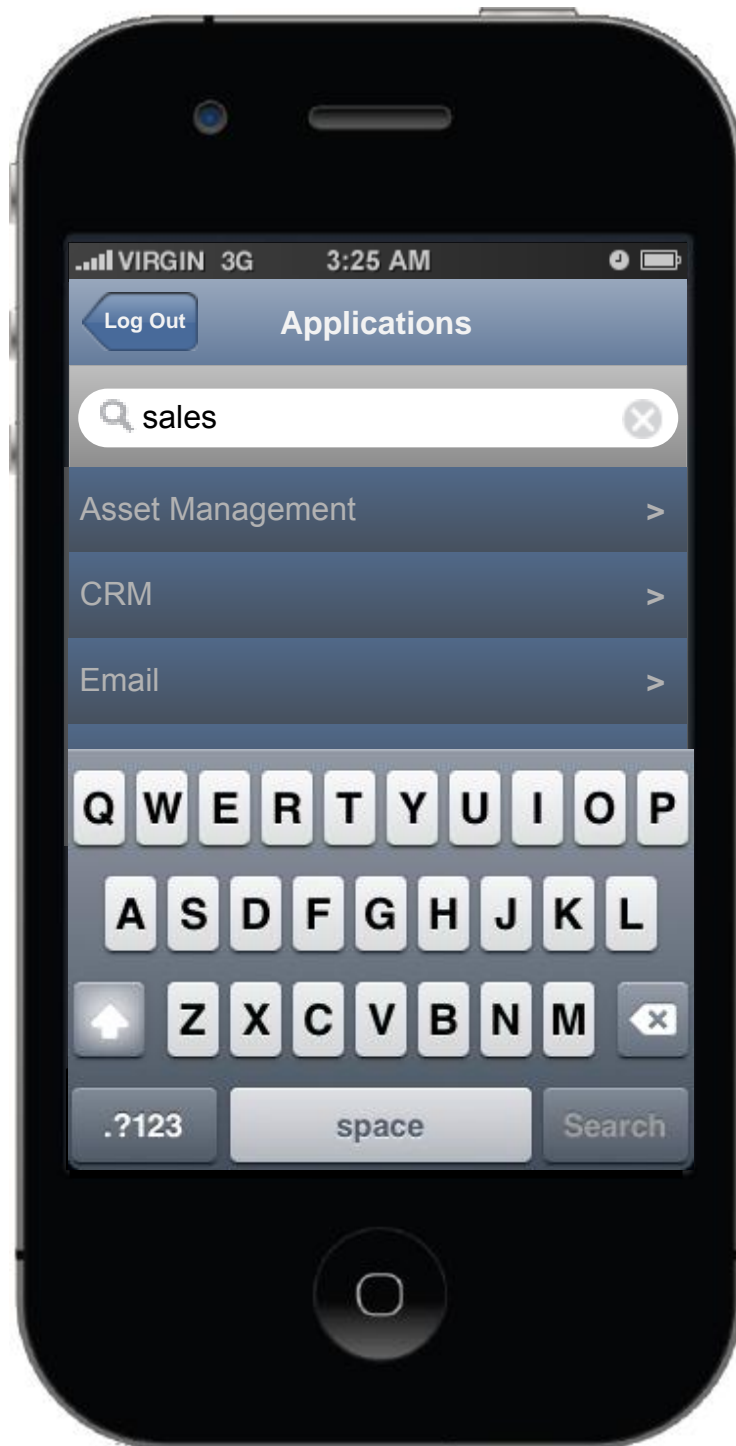 VIRGIN 3G 3:25 AM
Log Out Applications
sales
Asset Management >
CRM >
Email >
Q W E R T Y U I O P
A S D F G H J K L
Z X C V B N M
.?123 space Search